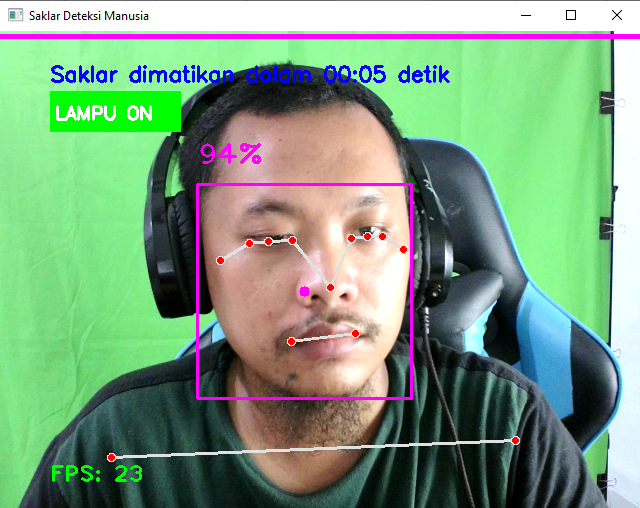 Saklar Deteksi Manusia
Saklar dimatikan dalam 00:05 detik
LAMPU ON
94%
FPS: 23